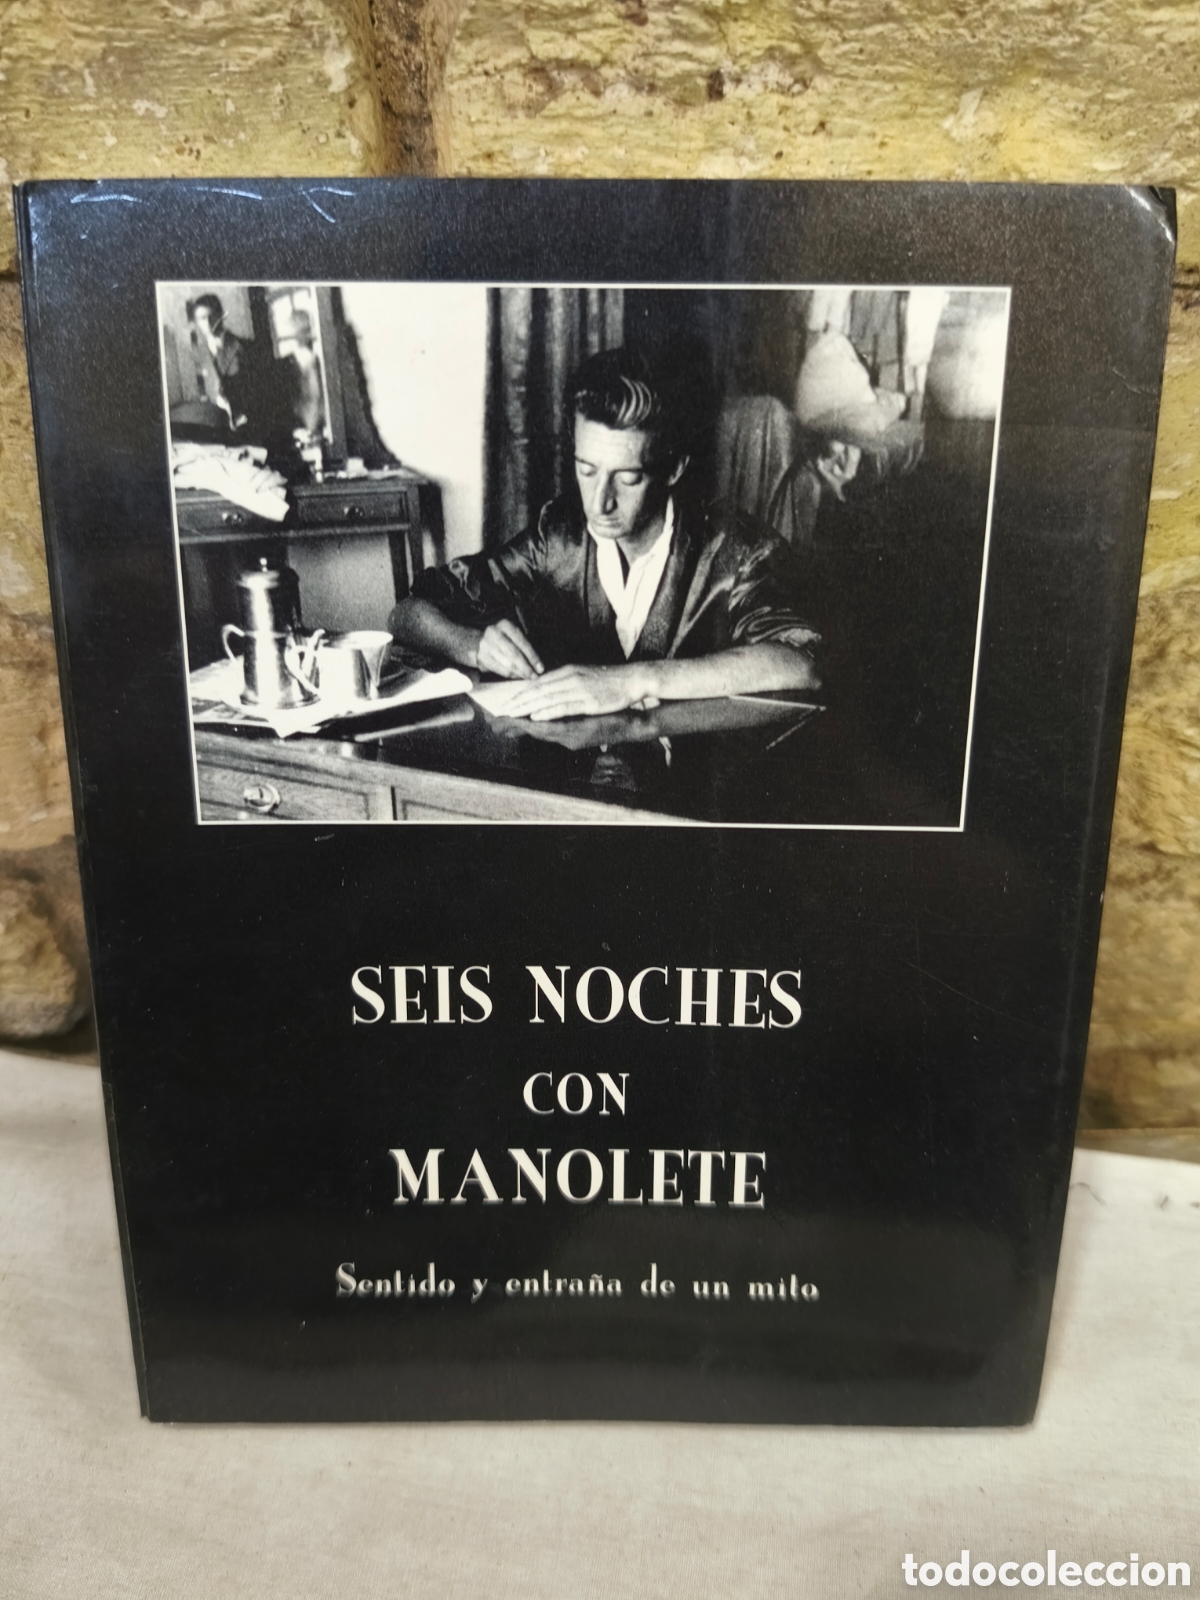 SEIS NOCHES
CON
MANOLETE
Sentido y entraña de un mito
todocoleccion